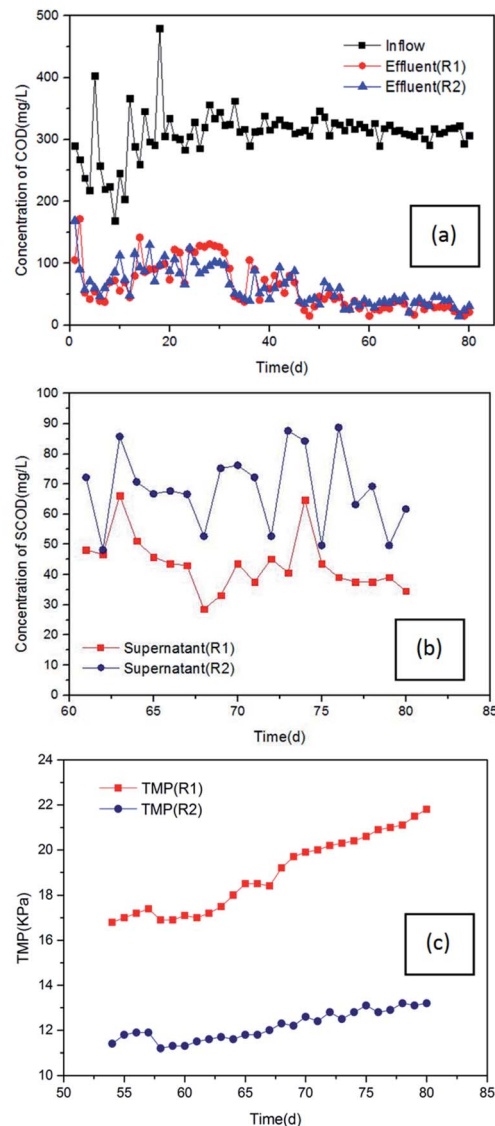 500
400
300
200
100
0
Concentration of COD(mg/L)
Inflow
Effluent(R1)
Effluent(R2)
(a)
0 20 40 60 80
Time(d)
100
90
80
70
60
50
40
30
20
10
0
Concentration of SCOD(mg/L)
Supernatant(R1)
Supernatant(R2)
(b)
60 65 70 75 80 85
Time(d)
24
22
20
18
16
14
12
10
TMP(KPa)
TMP(R1)
TMP(R2)
(c)
50 55 60 65 70 75 80 85
Time(d)